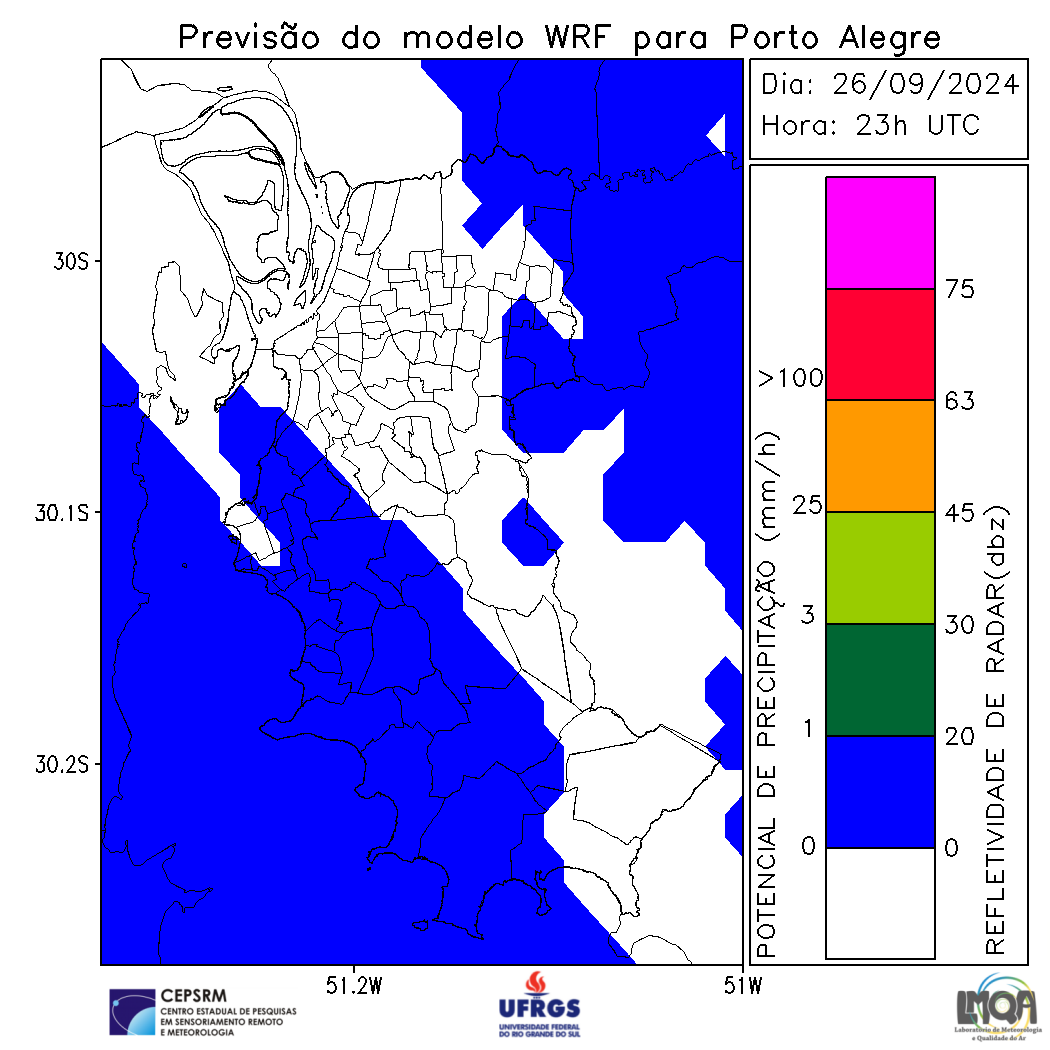 Previsão do modelo WRF para Porto Alegre
Dia: 26/09/2024
Hora: 23h UTC
30S
30.1S
30.2S
51.2W
51W
POTENCIAL DE PRECIPITAÇÃO (mm/h)
>100
25
3
1
0
75
63
45
30
20
0
REFLETIVIDADE DE RADAR(dbz)
CEPSRM
CENTRO ESTADUAL DE PESQUISAS
EM SENSORIAMENTO REMOTO
E METEOROLOGIA
UFRGS
UNIVERSIDADE FEDERAL
DO RIO GRANDE DO SUL
LMQA
Laboratório de Meteorologia
e Qualidade do Ar